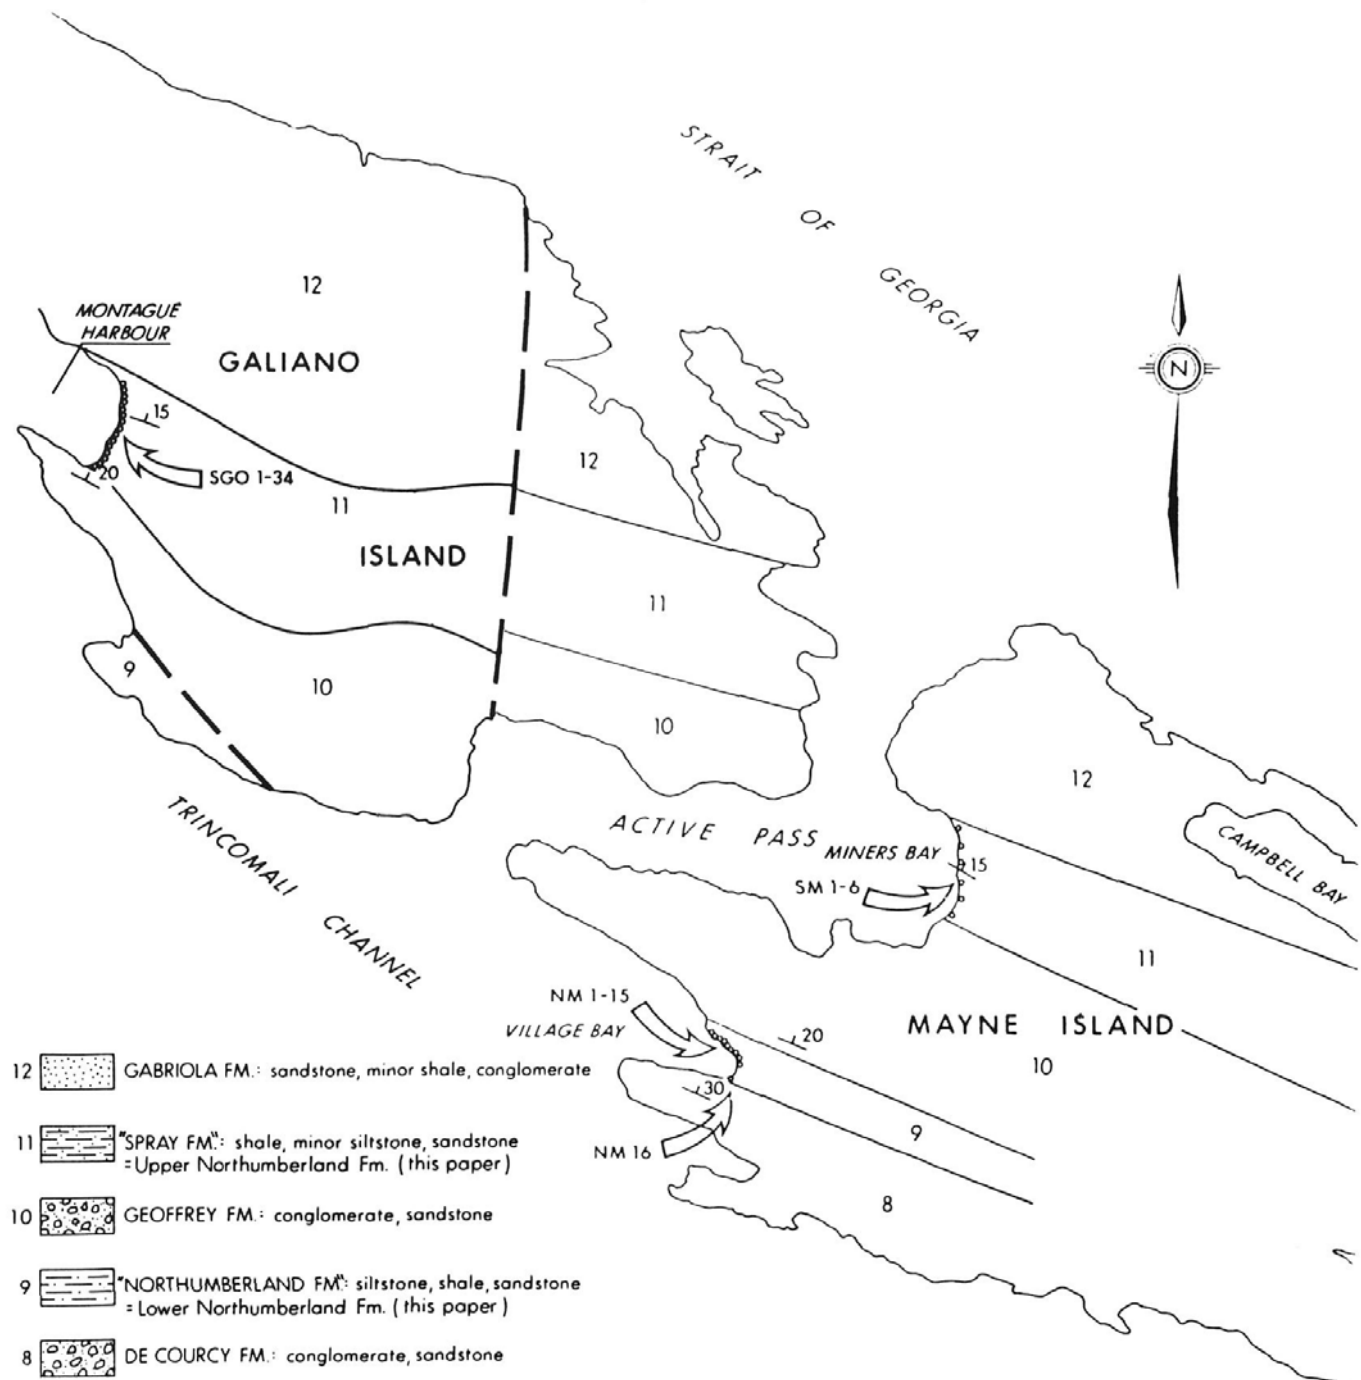 STRAIT OF GEORGIA
12
MONTAGUE
HARBOUR
GALIANO
15
N
12
20
SGO 1-34
11
ISLAND
11
9
10
10
12
TRINCOMALI CHANNEL
ACTIVE PASS
MINERS BAY
CAMPBELL BAY
15
SM 1-6
11
NM 1-15
VILLAGE BAY
MAYNE ISLAND
20
10
30
9
NM 16
8
12 GABRIOLA FM.: sandstone, minor shale, conglomerate
11 "SPRAY FM.": shale, minor siltstone, sandstone
= Upper Northumberland Fm. (this paper)
10 GEOFFREY FM.: conglomerate, sandstone
9 "NORTHUMBERLAND FM": siltstone, shale, sandstone
= Lower Northumberland Fm. (this paper)
8 DE COURCY FM.: conglomerate, sandstone